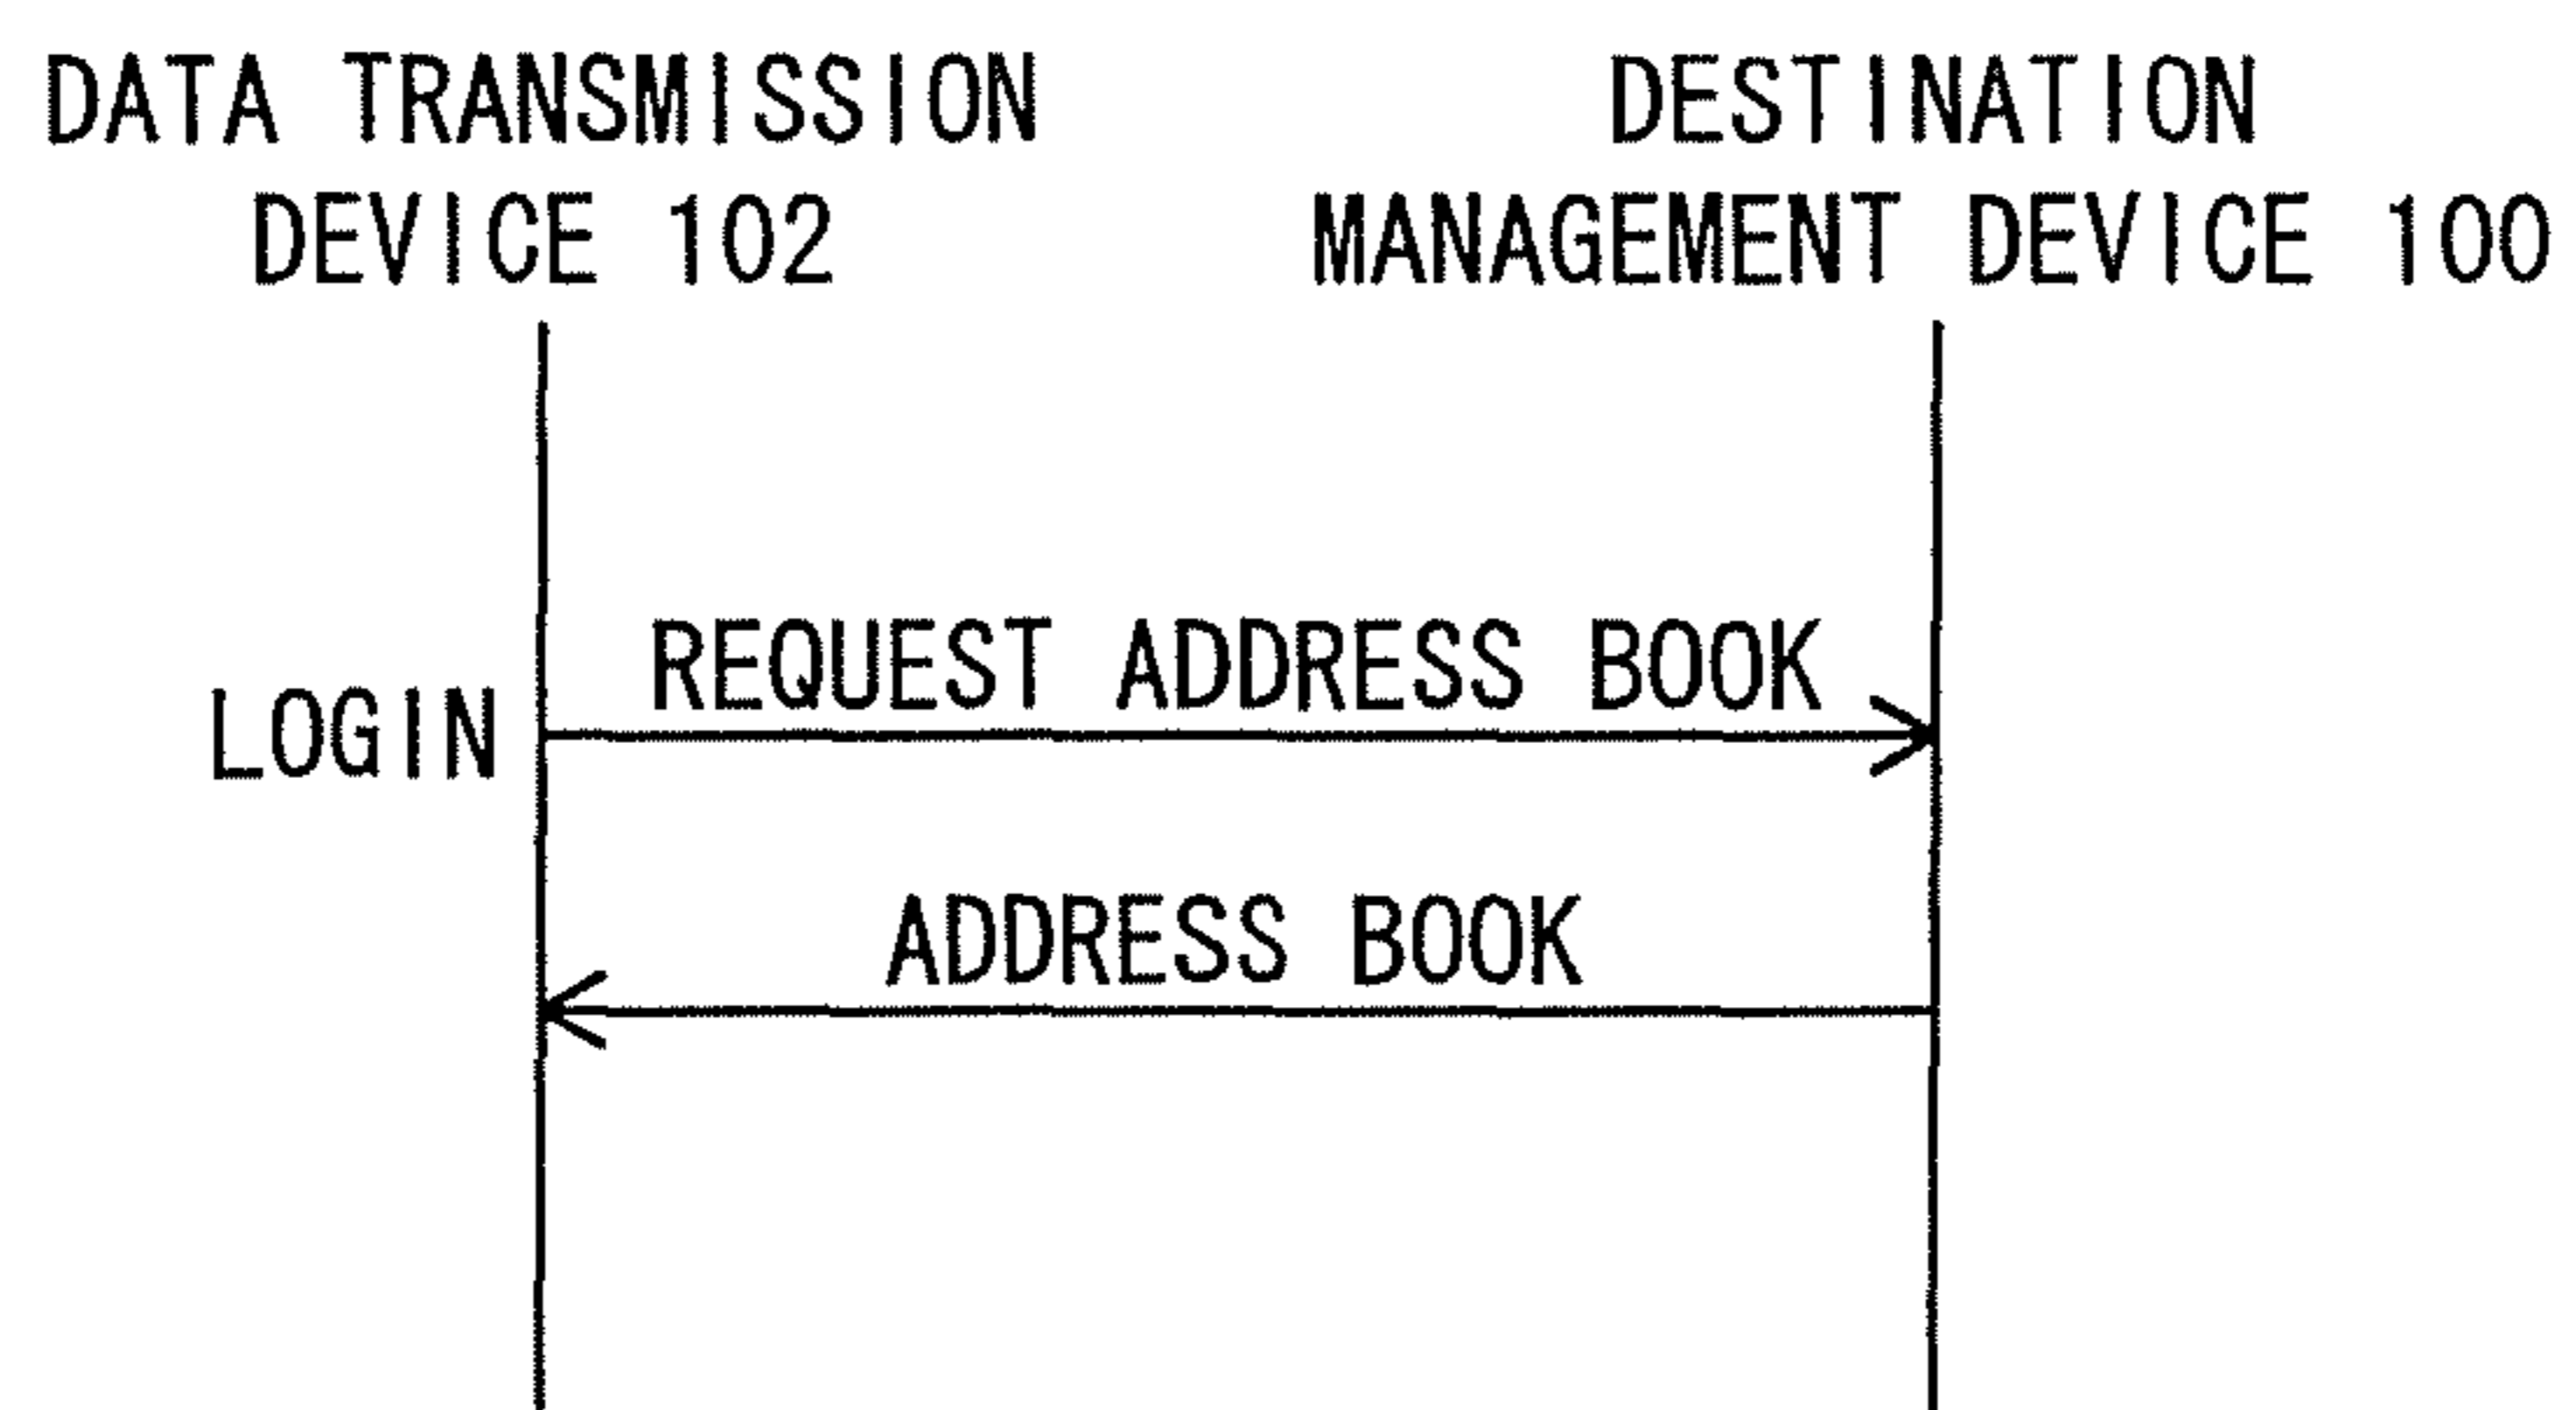 DATA TRANSMISSION
DEVICE 102
DESTINATION
MANAGEMENT DEVICE 100
REQUEST ADDRESS BOOK
LOGIN
ADDRESS BOOK